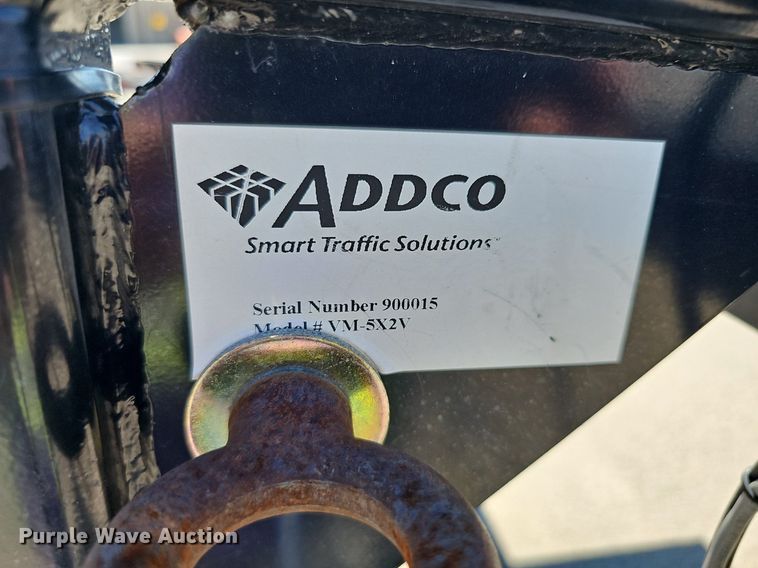 ADDCO
Smart Traffic Solutions
Serial Number 900015
Model # VM-5X2V
Purple Wave Auction®